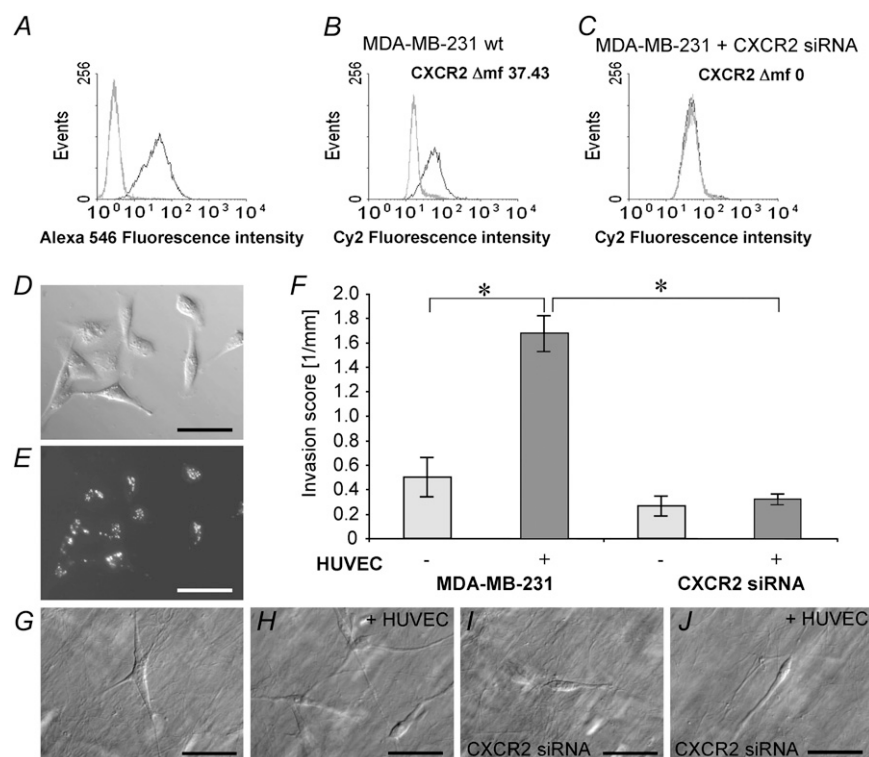 A
B
C
MDA-MB-231 wt
MDA-MB-231 + CXCR2 siRNA
256
Events
0
10⁰ 10¹ 10² 10³ 10⁴
Alexa 546 Fluorescence intensity
256
CXCR2 Δmf 37.43
Events
0
10⁰ 10¹ 10² 10³ 10⁴
Cy2 Fluorescence intensity
256
CXCR2 Δmf 0
Events
0
10⁰ 10¹ 10² 10³ 10⁴
Cy2 Fluorescence intensity
D
E
F
Invasion score [1/mm]
2.0
1.8
1.6
1.4
1.2
1.0
0.8
0.6
0.4
0.2
0
* *
HUVEC - + - +
MDA-MB-231 CXCR2 siRNA
G
H + HUVEC
I
CXCR2 siRNA
J + HUVEC
CXCR2 siRNA